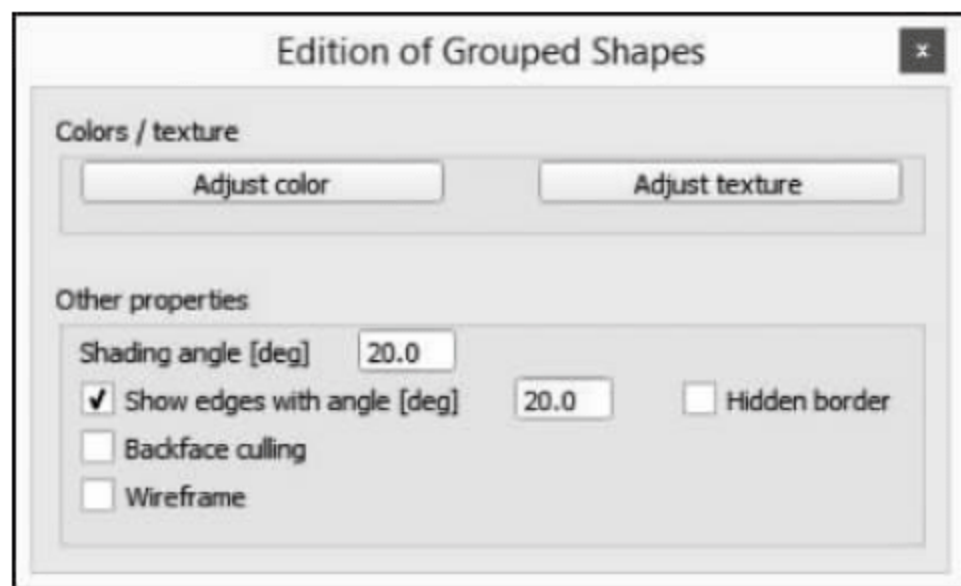 Edition of Grouped Shapes x
Colors / texture
Adjust color Adjust texture
Other properties
Shading angle [deg] 20.0
Show edges with angle [deg] 20.0 Hidden border
Backface culling
Wireframe